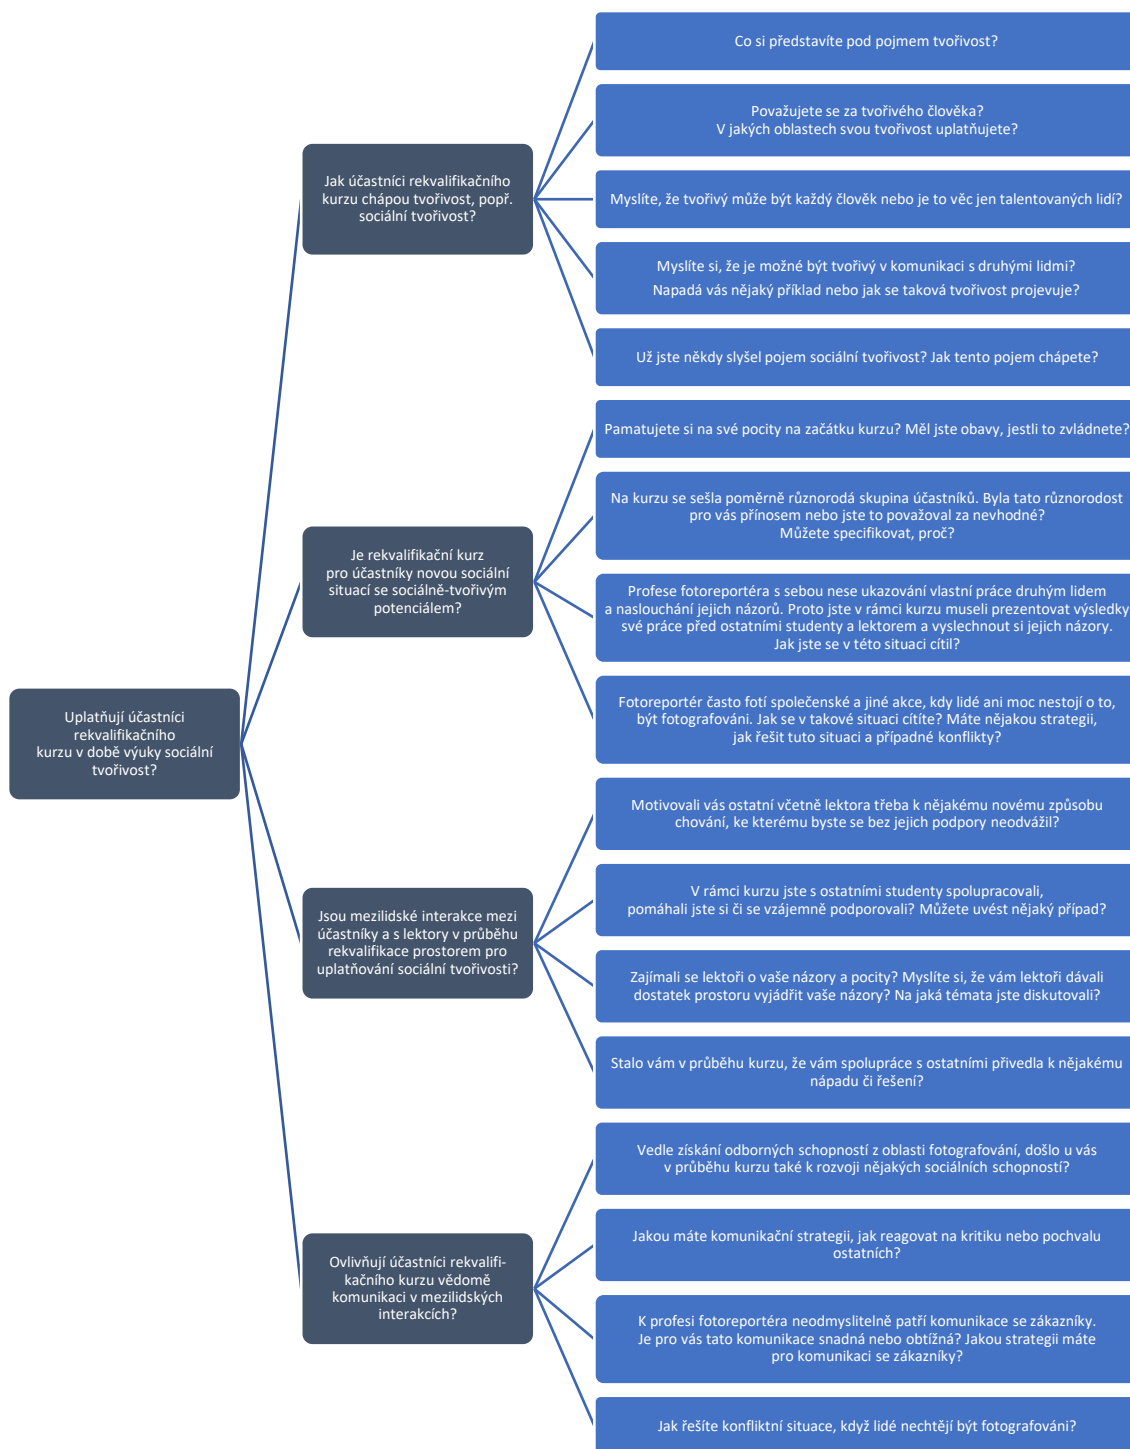 Uplatňují účastníci
rekvalifikačního
kurzu v době výuky sociální
tvořivost?
Jak účastníci rekvalifikačního
kurzu chápou tvořivost, popř.
sociální tvořivost?
Co si představíte pod pojmem tvořivost?
Považujete se za tvořivého člověka?
V jakých oblastech svou tvořivost uplatňujete?
Myslíte, že tvořivý může být každý člověk nebo je to věc jen talentovaných lidí?
Myslíte si, že je možné být tvořivý v komunikaci s druhými lidmi?
Napadá vás nějaký příklad nebo jak se taková tvořivost projevuje?
Už jste někdy slyšel pojem sociální tvořivost? Jak tento pojem chápete?
Je rekvalifikační kurz
pro účastníky novou sociální
situací se sociálně-tvořivým
potenciálem?
Pamatujete si na své pocity na začátku kurzu? Měl jste obavy, jestli to zvládnete?
Na kurzu se sešla poměrně různorodá skupina účastníků. Byla tato různorodost
pro vás přínosem nebo jste to považoval za nevhodné?
Můžete specifikovat, proč?
Profese fotoreportéra s sebou nese ukazování vlastní práce druhým lidem
a naslouchání jejich názorů. Proto jste v rámci kurzu museli prezentovat výsledky
své práce před ostatními studenty a lektorem a vyslechnout si jejich názory.
Jak jste se v této situaci cítil?
Fotoreportér často fotí společenské a jiné akce, kdy lidé ani moc nestojí o to,
být fotografováni. Jak se v takové situaci cítíte? Máte nějakou strategii,
jak řešit tuto situaci a případné konflikty?
Jsou mezilidské interakce mezi
účastníky a s lektory v průběhu
rekvalifikace prostorem pro
uplatňování sociální tvořivosti?
Motivovali vás ostatní včetně lektora třeba k nějakému novému způsobu
chování, ke kterému byste se bez jejich podpory neodvážil?
V rámci kurzu jste s ostatními studenty spolupracovali,
pomáhali jste si či se vzájemně podporovali? Můžete uvést nějaký případ?
Zajímali se lektoři o vaše názory a pocity? Myslíte si, že vám lektoři dávali
dostatek prostoru vyjádřit vaše názory? Na jaká témata jste diskutovali?
Stalo vám v průběhu kurzu, že vám spolupráce s ostatními přivedla k nějakému
nápadu či řešení?
Ovlivňují účastníci rekvalifi-
kačního kurzu vědomě
komunikaci v mezilidských
interakcích?
Vedle získání odborných schopností z oblasti fotografování, došlo u vás
v průběhu kurzu také k rozvoji nějakých sociálních schopností?
Jakou máte komunikační strategii, jak reagovat na kritiku nebo pochvalu
ostatních?
K profesi fotoreportéra neodmyslitelně patří komunikace se zákazníky.
Je pro vás tato komunikace snadná nebo obtížná? Jakou strategii máte
pro komunikaci se zákazníky?
Jak řešíte konfliktní situace, když lidé nechtějí být fotografováni?